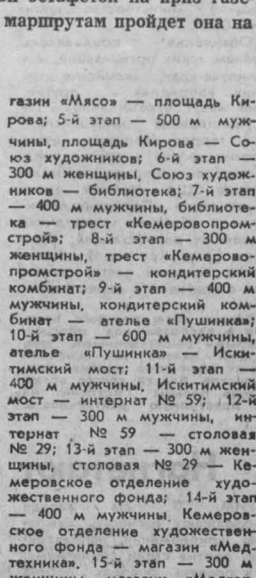 маршрутам пройдет она на
газин «Мясо» — площадь Ки-
рова; 5-й этап — 500 м муж-
чины, площадь Кирова — Со-
юз художников; 6-й этап —
300 м женщины, Союз худож-
ников — библиотека; 7-й этап
— 400 м мужчины, библиоте-
ка — трест «Кемеровопром-
строй»; 8-й этап — 300 м
женщины, трест «Кемерово-
промстрой» — кондитерский
комбинат; 9-й этап — 400 м
мужчины, кондитерский ком-
бинат — ателье «Пушинка»;
10-й этап — 600 м мужчины,
ателье «Пушинка» — Иски-
тимский мост; 11-й этап —
400 м мужчины, Искитимский
мост — интернат № 59; 12-й
этап — 300 м мужчины, ин-
тернат № 59 — столовая
№ 29; 13-й этап — 300 м жен-
щины, столовая № 29 — Ке-
меровское отделение худо-
жественного фонда; 14-й этап
— 400 м мужчины, Кемеров-
ское отделение художествен-
ного фонда — магазин «Мед-
техника», 15-й этап — 300 м